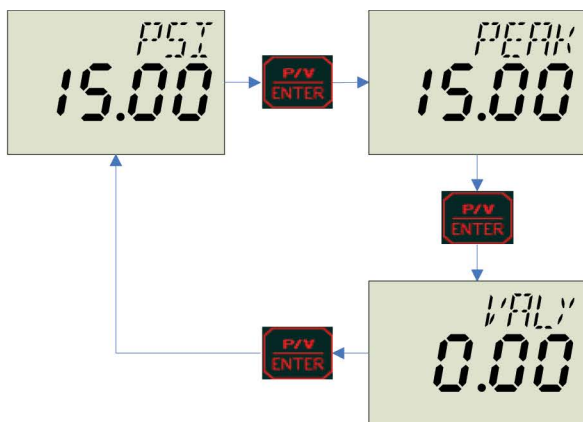 PSI
15.00
P/V
ENTER
PEAK
15.00
P/V
ENTER
VALY
0.00
P/V
ENTER